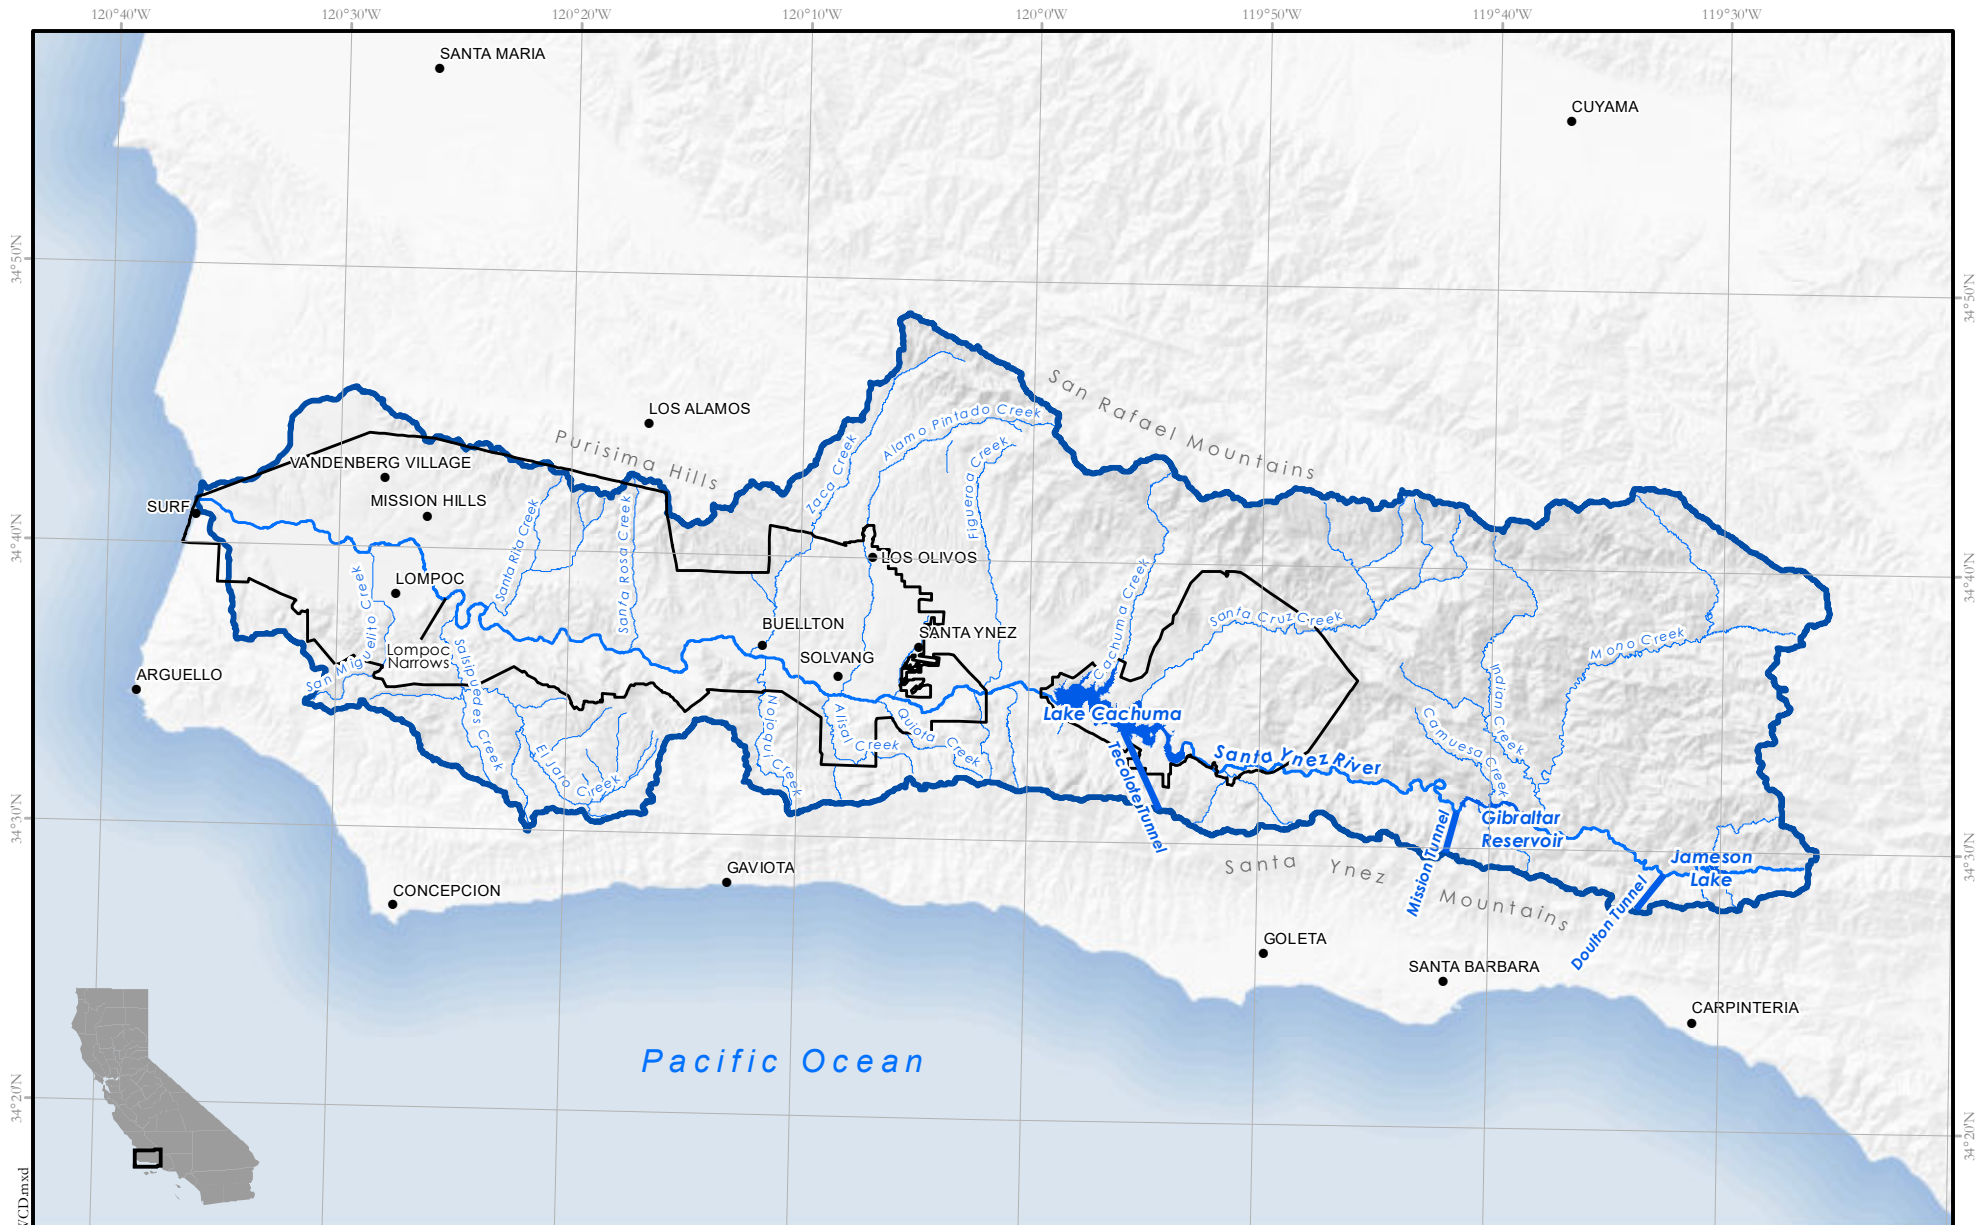 120°40'W
120°30'W
120°20'W
120°10'W
120°0'W
119°50'W
119°40'W
119°30'W
SANTA MARIA
CUYAMA
34°50'N
34°50'N
San Rafael Mountains
LOS ALAMOS
Purisima Hills
Alamo Pintado Creek
Zaca Creek
Figueroa Creek
VANDENBERG VILLAGE
MISSION HILLS
SURF
Santa Rita Creek
Santa Rosa Creek
34°40'N
34°40'N
LOS OLIVOS
LOMPOC
San Miguelito Creek
Cachuma Creek
Santa Cruz Creek
BUELLTON
SANTA YNEZ
Mono Creek
Lompoc
Narrows
SOLVANG
ARGUELLO
Salsipuedes Creek
El Jaro Creek
Nojoqui Creek
Alisal Creek
Quiota Creek
Lake Cachuma
Indian Creek
Camuesa Creek
Santa Ynez River
Tecolote Tunnel
Gibraltar
Reservoir
34°30'N
34°30'N
Mission Tunnel
Jameson
Lake
Doulton Tunnel
Santa Ynez Mountains
GAVIOTA
CONCEPCION
GOLETA
SANTA BARBARA
CARPINTERIA
Pacific Ocean
34°20'N
34°20'N